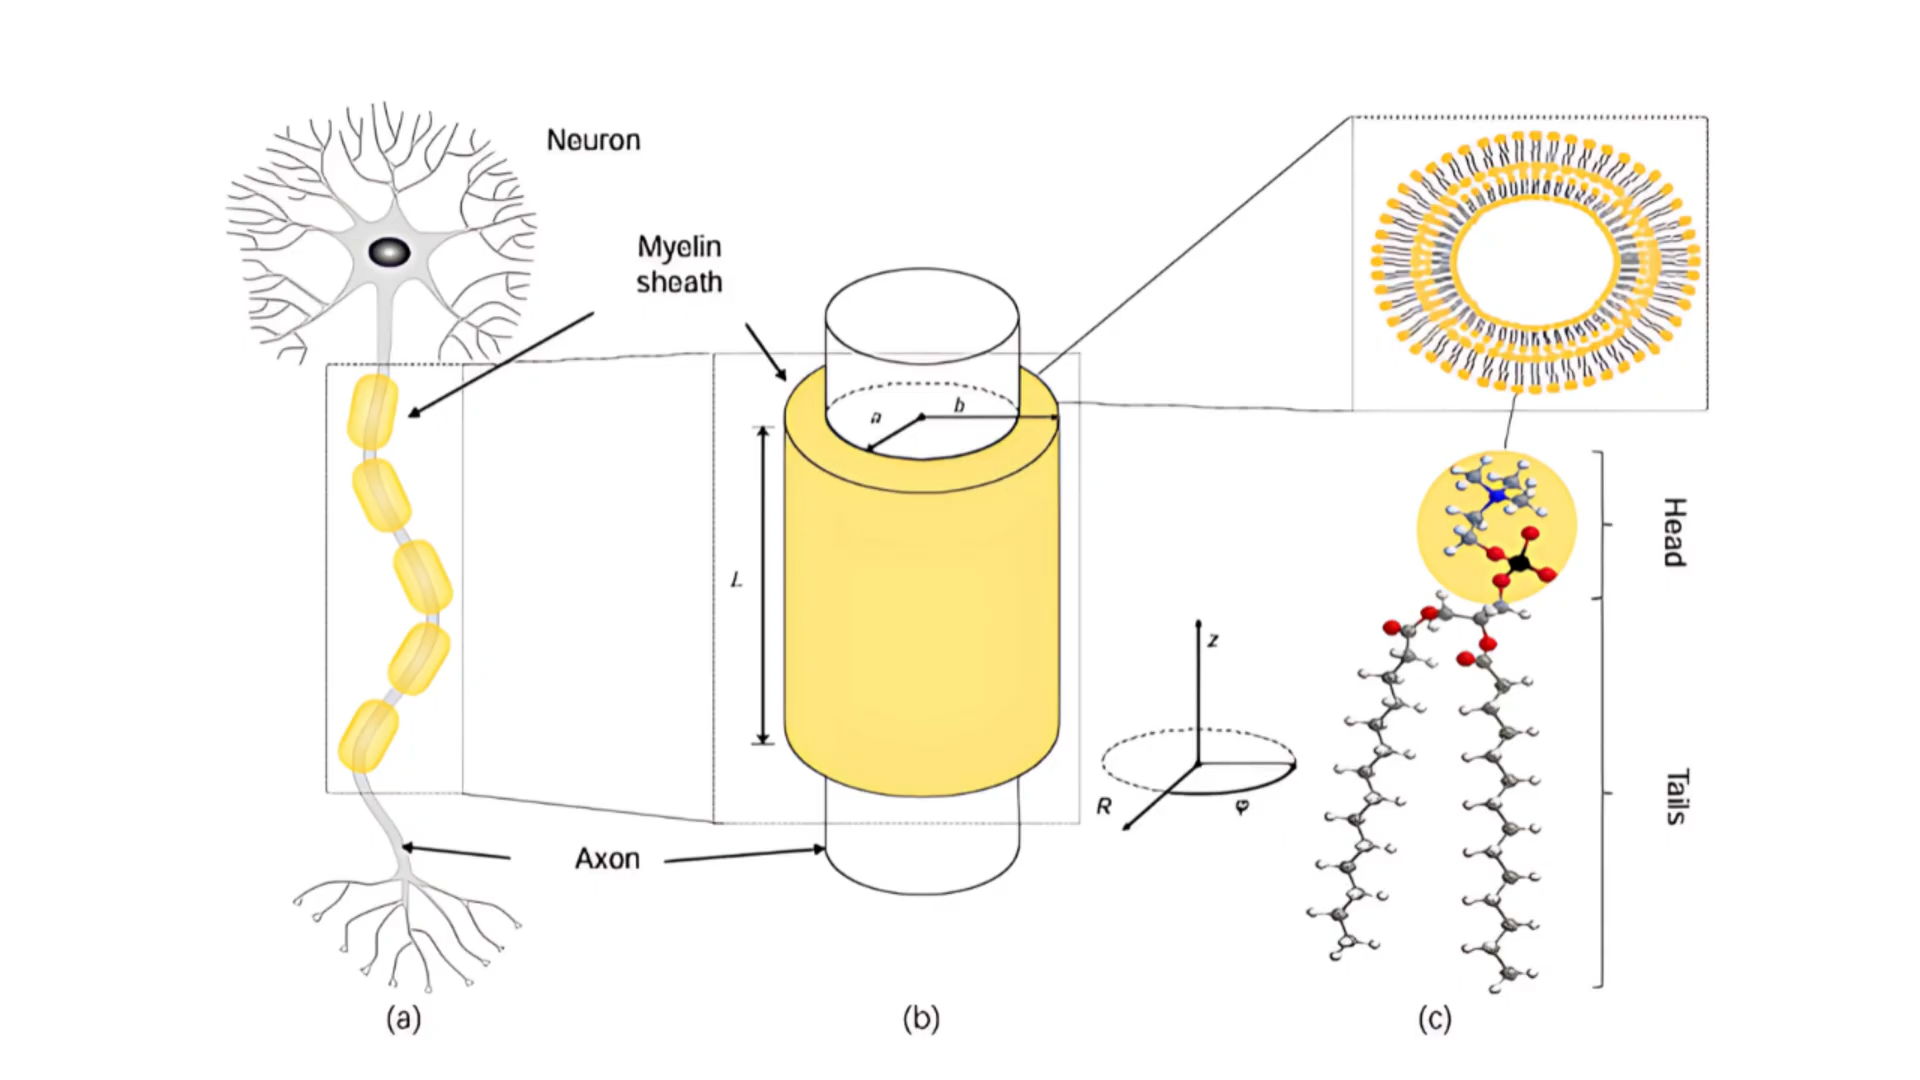 Neuron
Myelin
sheath
a
b
L
z
R
φ
Axon
Head
Tails
(a)
(b)
(c)